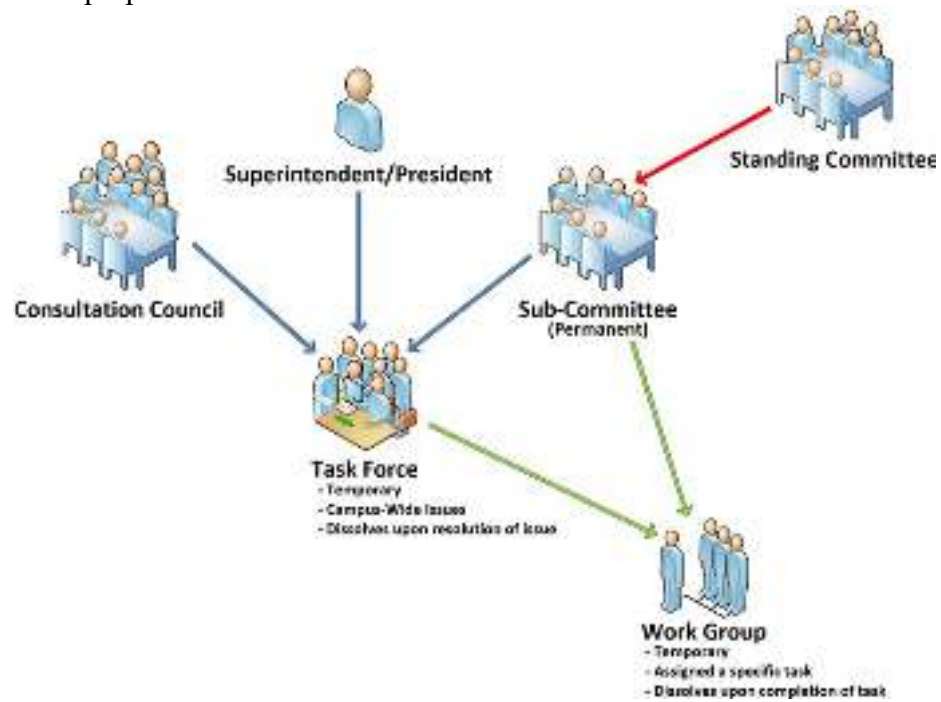 Standing Committee
Superintendent/President
Consultation Council
Sub-Committee
(Permanent)
Task Force
- Temporary
- Campus-Wide Issues
- Dissolves upon resolution of issue
Work Group
- Temporary
- Assigned a specific task
- Dissolves upon completion of task